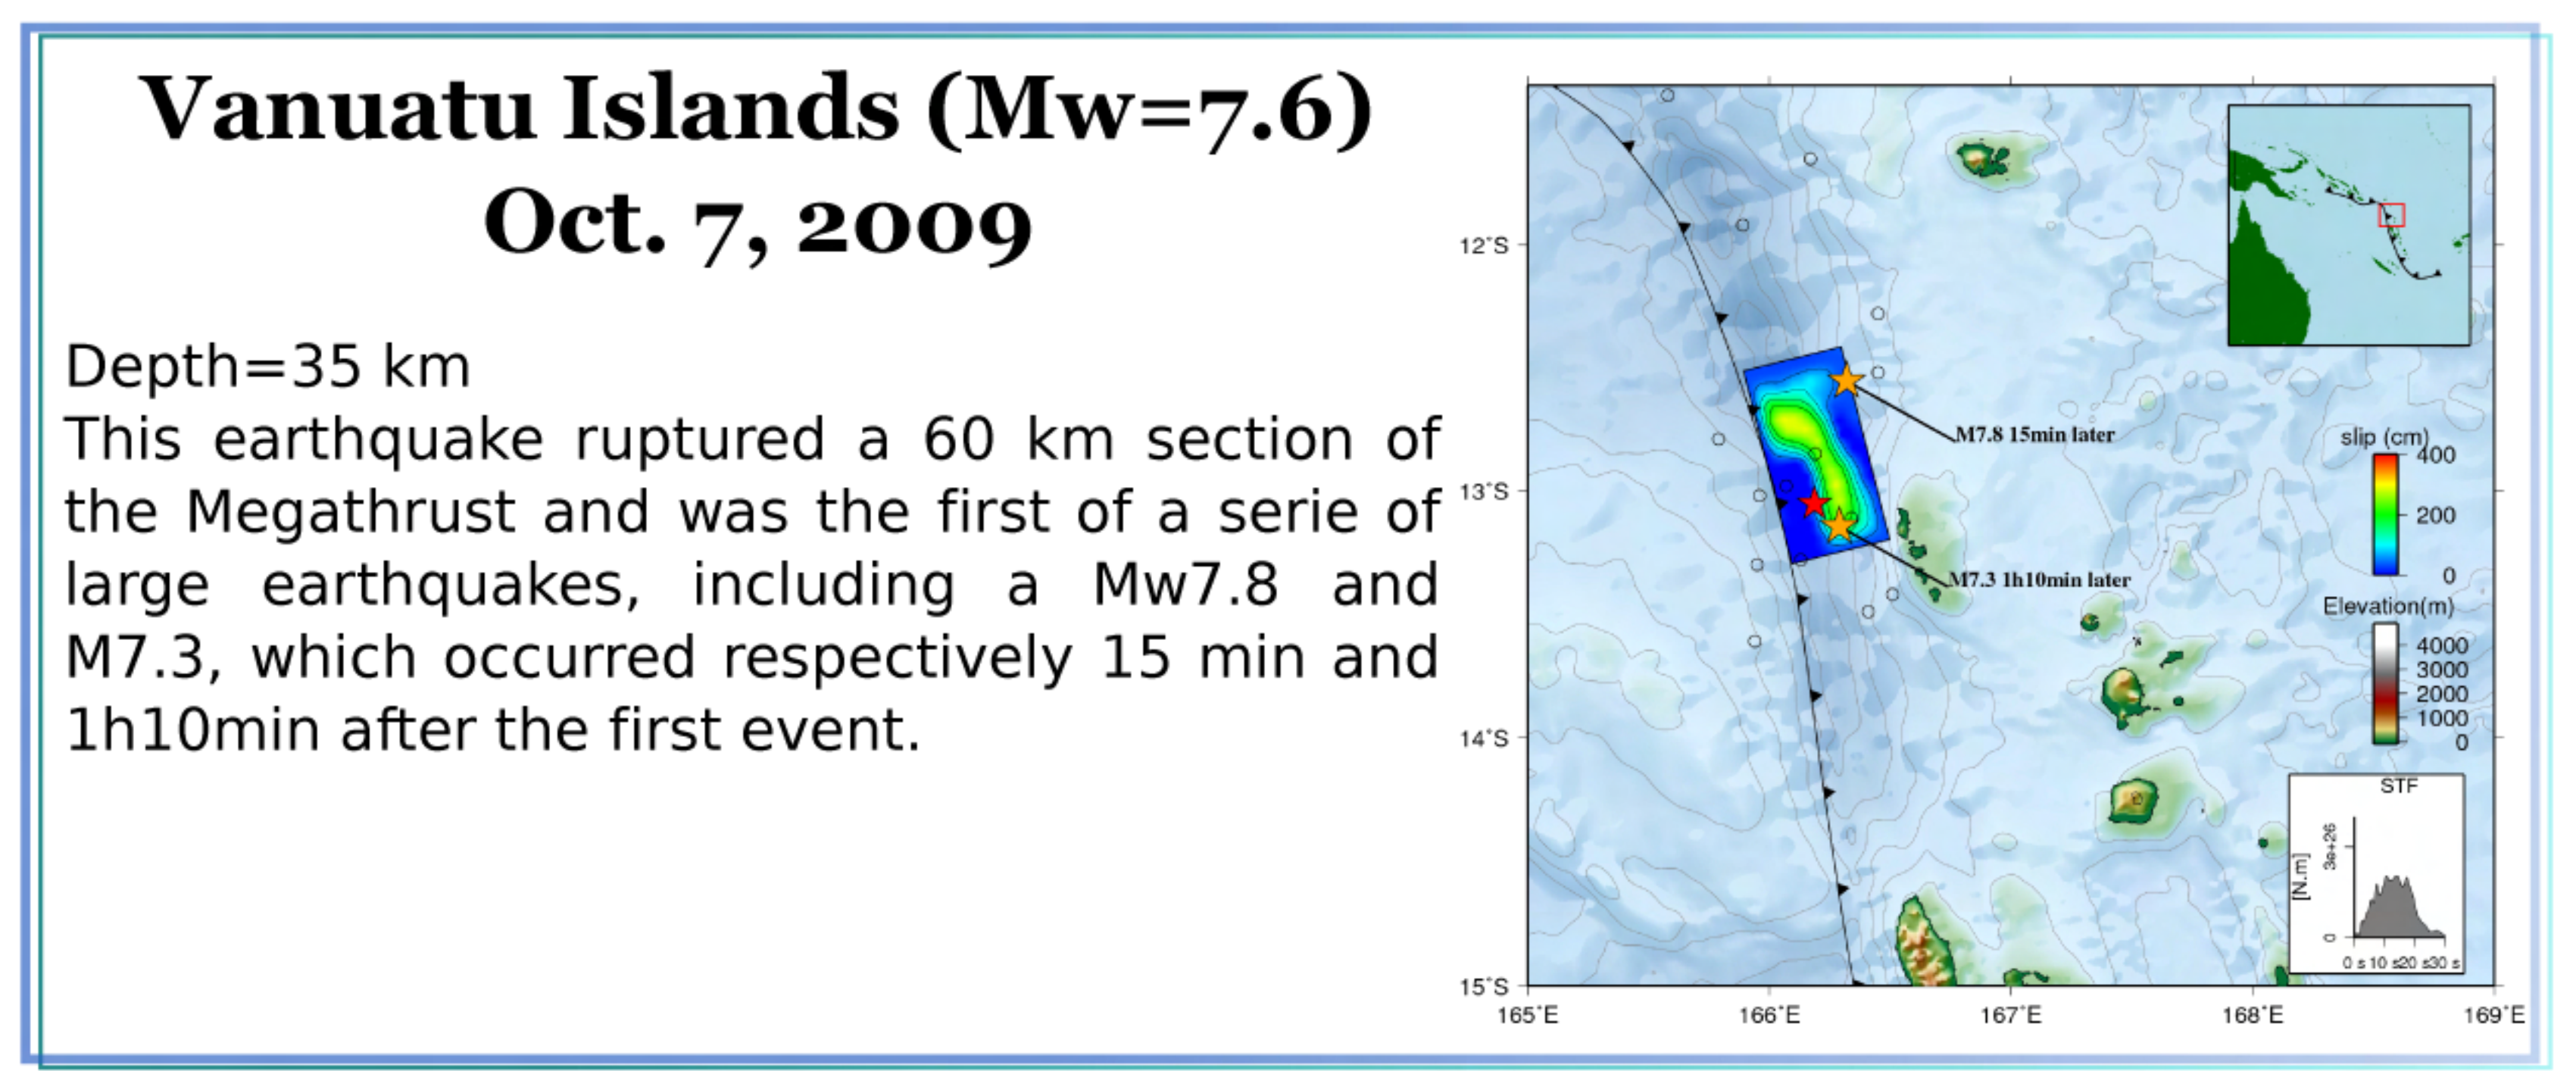 Vanuatu Islands (Mw=7.6)
Oct. 7, 2009
Depth=35 km
This earthquake ruptured a 60 km section of
the Megathrust and was the first of a serie of
large earthquakes, including a Mw7.8 and
M7.3, which occurred respectively 15 min and
1h10min after the first event.
12°S
13°S
14°S
15°S
165°E
166°E
167°E
168°E
169°E
M7.8 15min later
M7.3 1h10min later
slip (cm)
400
200
0
Elevation(m)
4000
3000
2000
1000
0
STF
[N.m]
3e+26
0
0 s 10 s20 s30 s